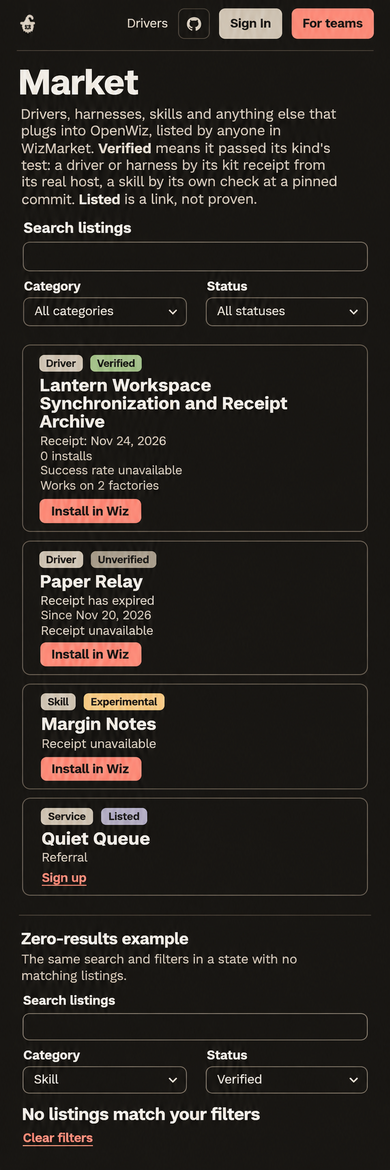 Drivers
Sign In
For teams
Market
Drivers, harnesses, skills and anything else that
plugs into OpenWiz, listed by anyone in
WizMarket. Verified means it passed its kind's
test: a driver or harness by its kit receipt from
its real host, a skill by its own check at a pinned
commit. Listed is a link, not proven.
Search listings
Category
Status
All categories
All statuses
Driver
Verified
Lantern Workspace
Synchronization and Receipt
Archive
Receipt: Nov 24, 2026
0 installs
Success rate unavailable
Works on 2 factories
Install in Wiz
Driver
Unverified
Paper Relay
Receipt has expired
Since Nov 20, 2026
Receipt unavailable
Install in Wiz
Skill
Experimental
Margin Notes
Receipt unavailable
Install in Wiz
Service
Listed
Quiet Queue
Referral
Sign up
Zero-results example
The same search and filters in a state with no
matching listings.
Search listings
Category
Status
Skill
Verified
No listings match your filters
Clear filters